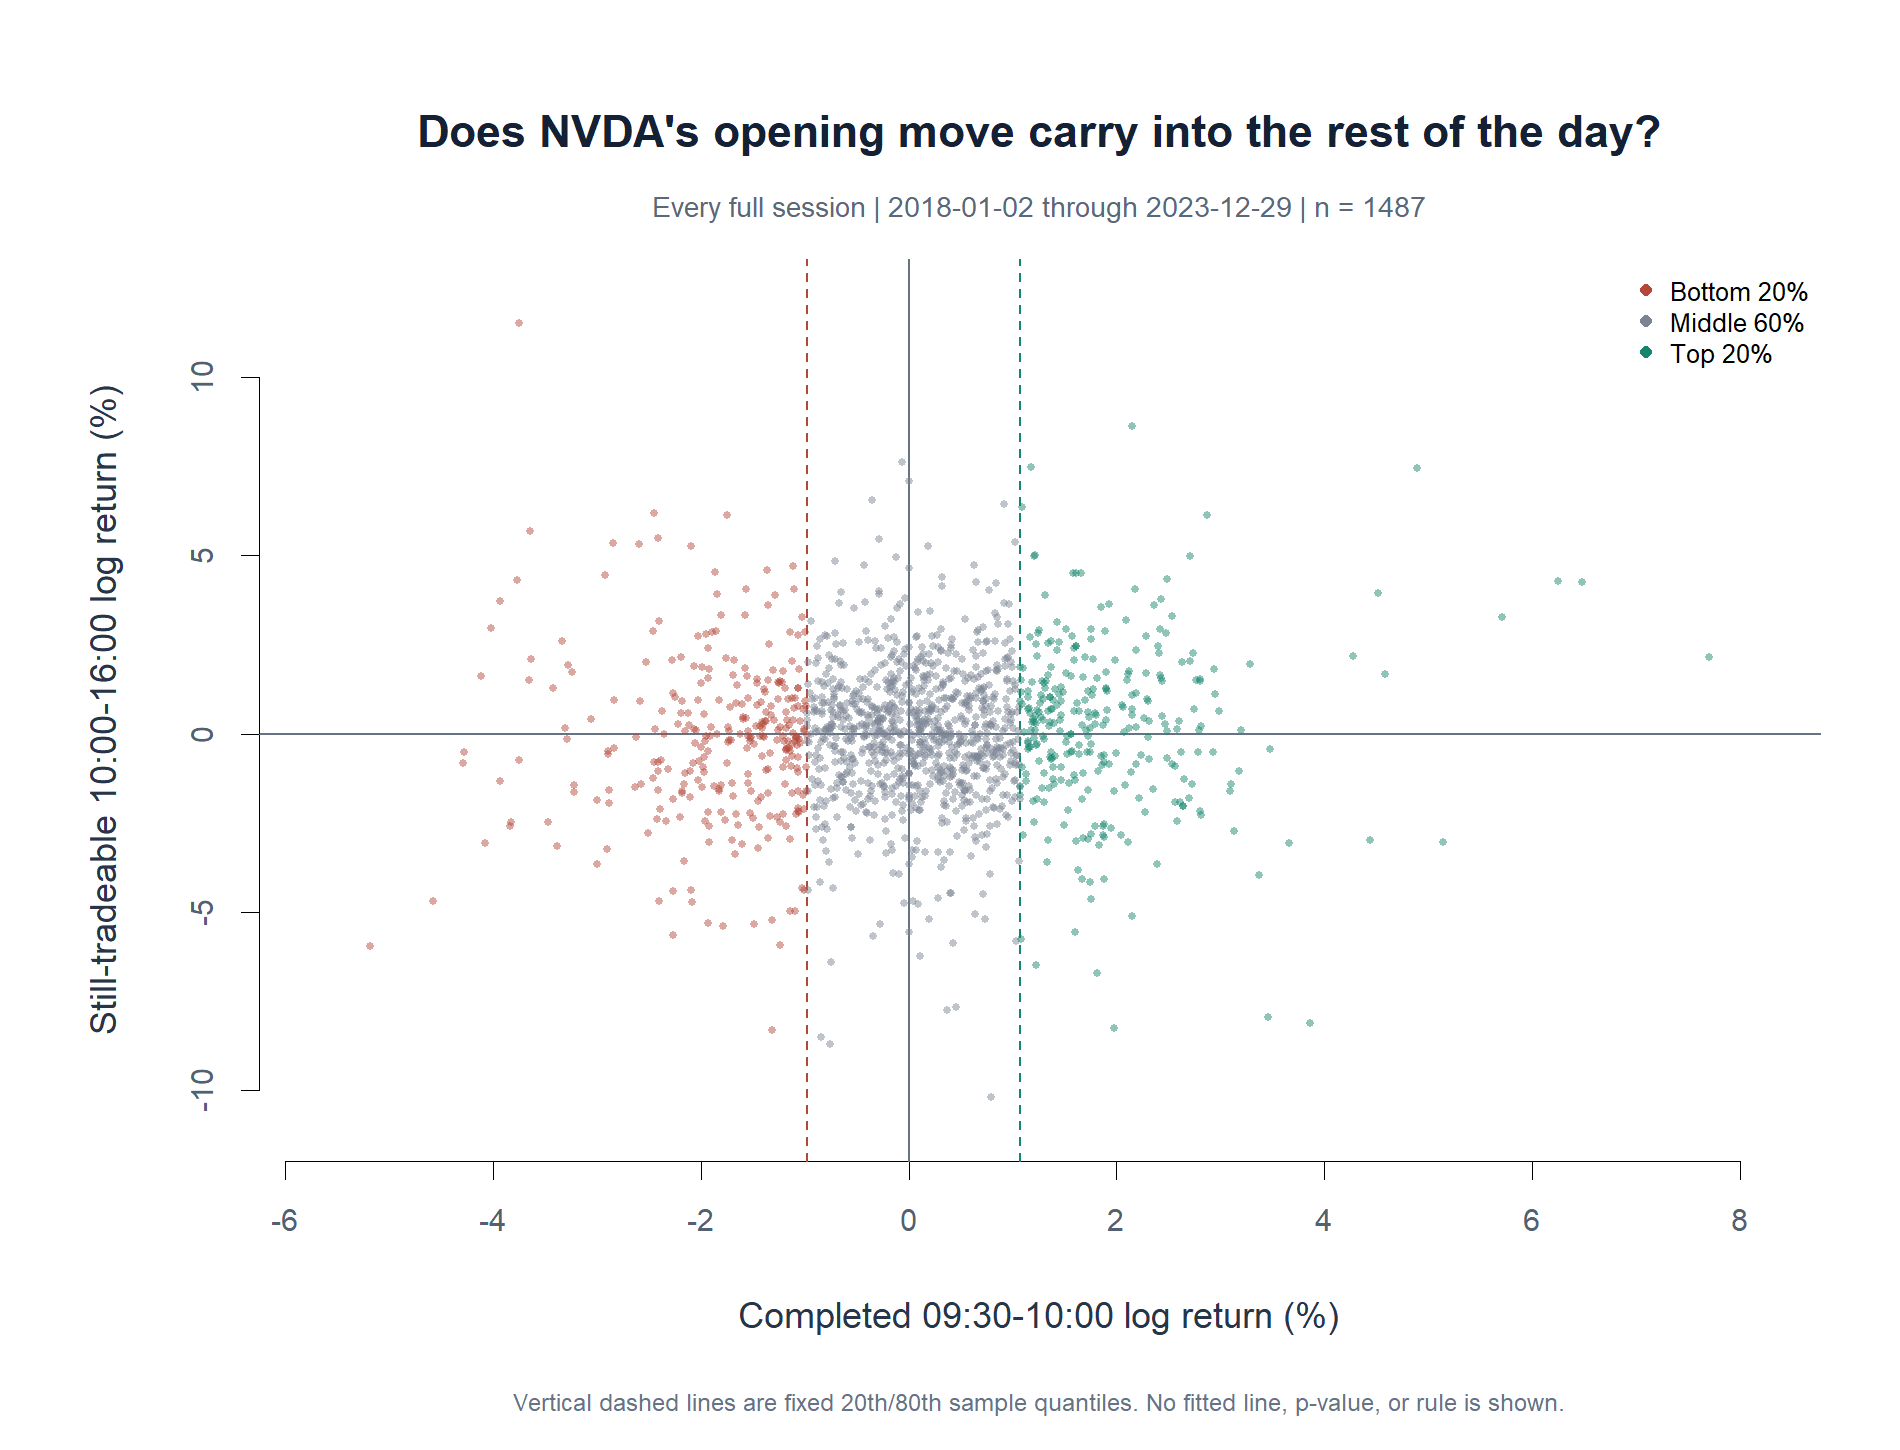 Does NVDA's opening move carry into the rest of the day?
Every full session | 2018-01-02 through 2023-12-29 | n = 1487
Bottom 20%
Middle 60%
Top 20%
Still-tradeable 10:00-16:00 log return (%)
10
5
0
-5
-10
-6 -4 -2 0 2 4 6 8
Completed 09:30-10:00 log return (%)
Vertical dashed lines are fixed 20th/80th sample quantiles. No fitted line, p-value, or rule is shown.